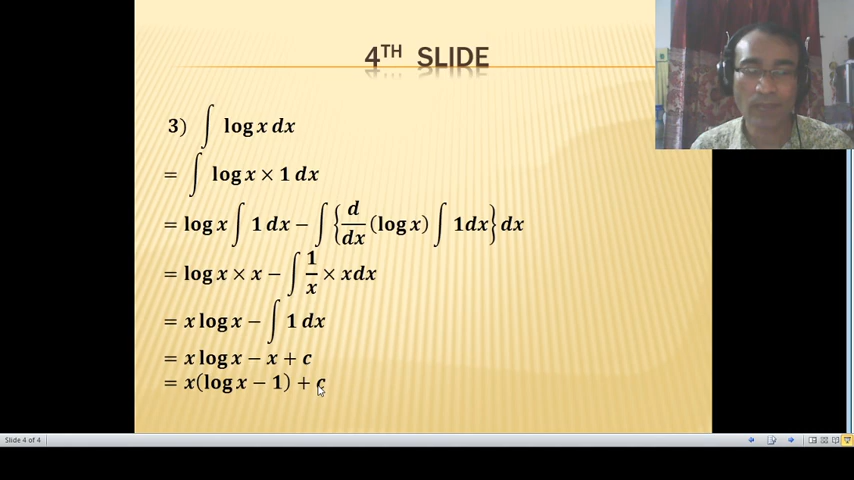 4TH SLIDE
3) ∫ log x dx
= ∫ log x × 1 dx
= log x ∫ 1 dx − ∫ {d/dx (log x) ∫ 1dx} dx
= log x × x − ∫ 1/x × xdx
= x log x − ∫ 1 dx
= x log x − x + c
= x(log x − 1) + c
Slide 4 of 4